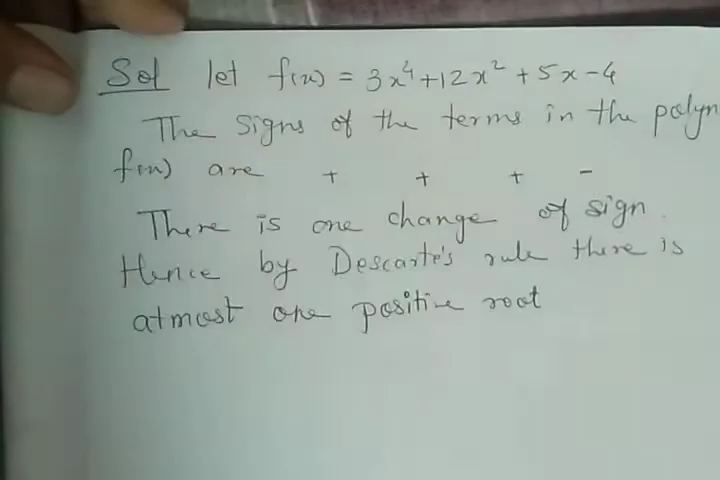 Sol let f(x) = 3x⁴+12x² + 5x - 4
The signs of the terms in the polyn
f(x) are + + + -
There is one change of sign.
Hence by Descarte's rule there is
atmost one positive root